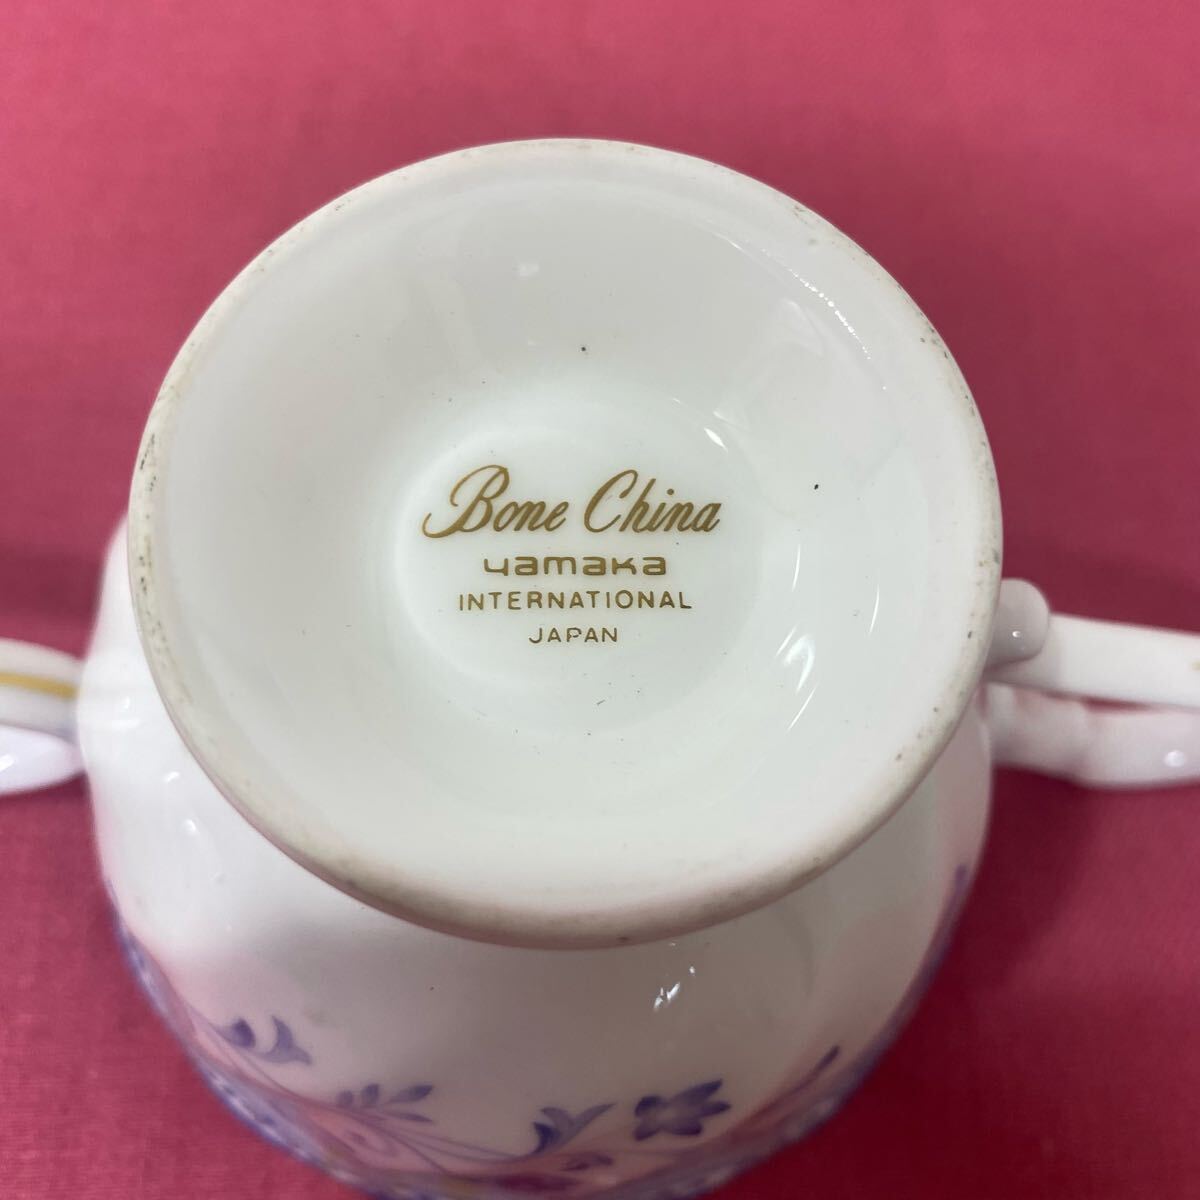 Bone China
yamaka
INTERNATIONAL
JAPAN